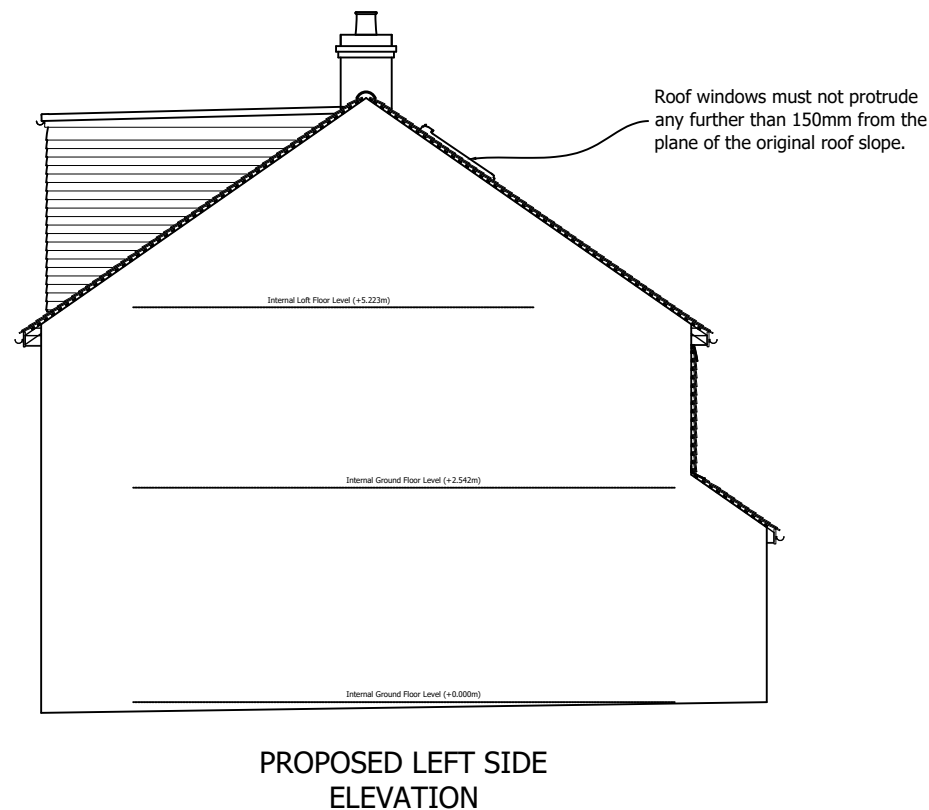 Roof windows must not protrude
any further than 150mm from the
plane of the original roof slope.
Internal Loft Floor Level (+5.223m)
Internal Ground Floor Level (+2.542m)
Internal Ground Floor Level (+0.000m)
PROPOSED LEFT SIDE
ELEVATION